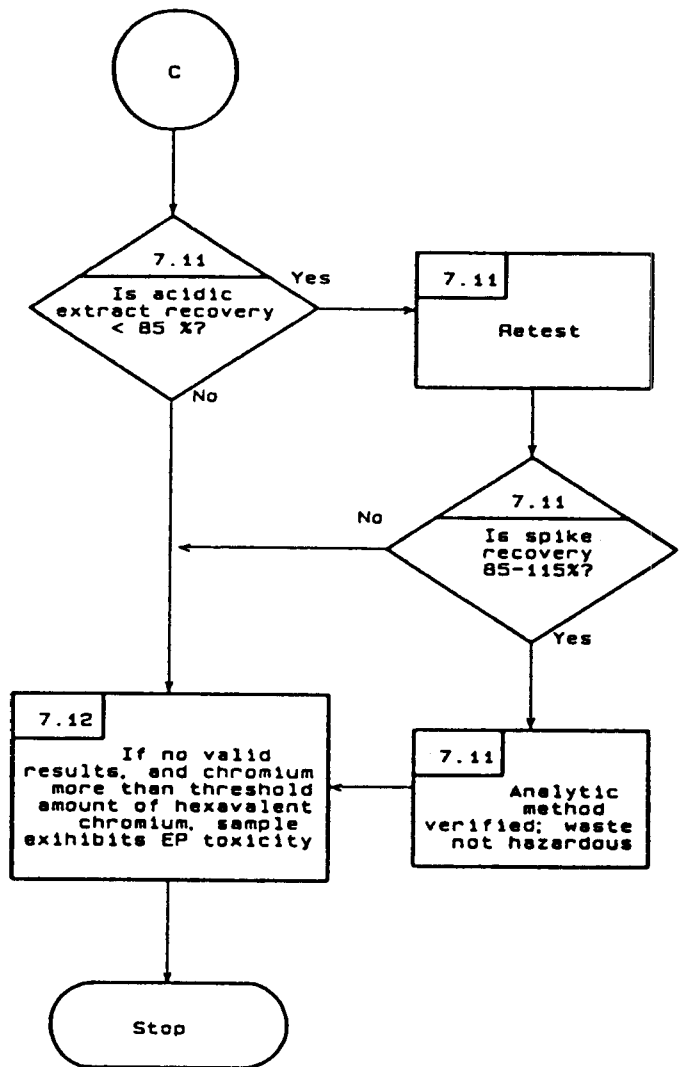 C
7.11
Is acidic
extract recovery
< 85 %?
Yes
No
7.11
Retest
7.11
Is spike
recovery
85-115%?
No
Yes
7.12
If no valid
results, and chromium
more than threshold
amount of hexavalent
chromium, sample
exihibits EP toxicity
7.11
Analytic
method
verified; waste
not hazardous
Stop